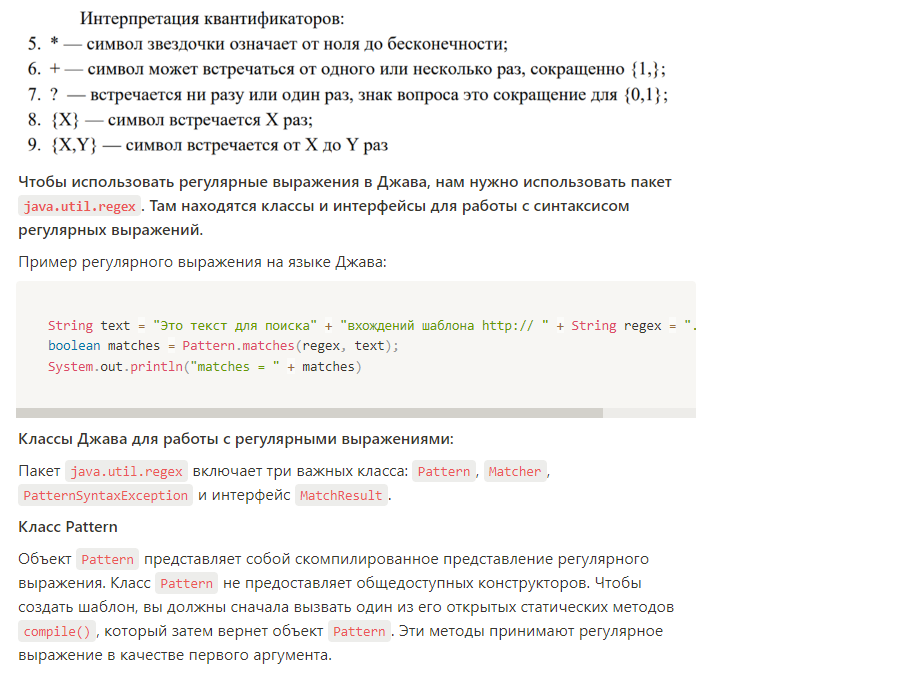 Интерпретация квантификаторов:
5. * — символ звездочки означает от ноля до бесконечности;
6. + — символ может встречаться от одного или несколько раз, сокращенно {1,};
7. ? — встречается ни разу или один раз, знак вопроса это сокращение для {0,1};
8. {X} — символ встречается X раз;
9. {X,Y} — символ встречается от X до Y раз
Чтобы использовать регулярные выражения в Джава, нам нужно использовать пакет
java.util.regex. Там находятся классы и интерфейсы для работы с синтаксисом
регулярных выражений.
Пример регулярного выражения на языке Джава:
String text = "Это текст для поиска" + "вхождений шаблона http:// " + String regex = ".
boolean matches = Pattern.matches(regex, text);
System.out.println("matches = " + matches)
Классы Джава для работы с регулярными выражениями:
Пакет java.util.regex включает три важных класса: Pattern, Matcher,
PatternSyntaxException и интерфейс MatchResult.
Класс Pattern
Объект Pattern представляет собой скомпилированное представление регулярного
выражения. Класс Pattern не предоставляет общедоступных конструкторов. Чтобы
создать шаблон, вы должны сначала вызвать один из его открытых статических методов
compile(), который затем вернет объект Pattern. Эти методы принимают регулярное
выражение в качестве первого аргумента.